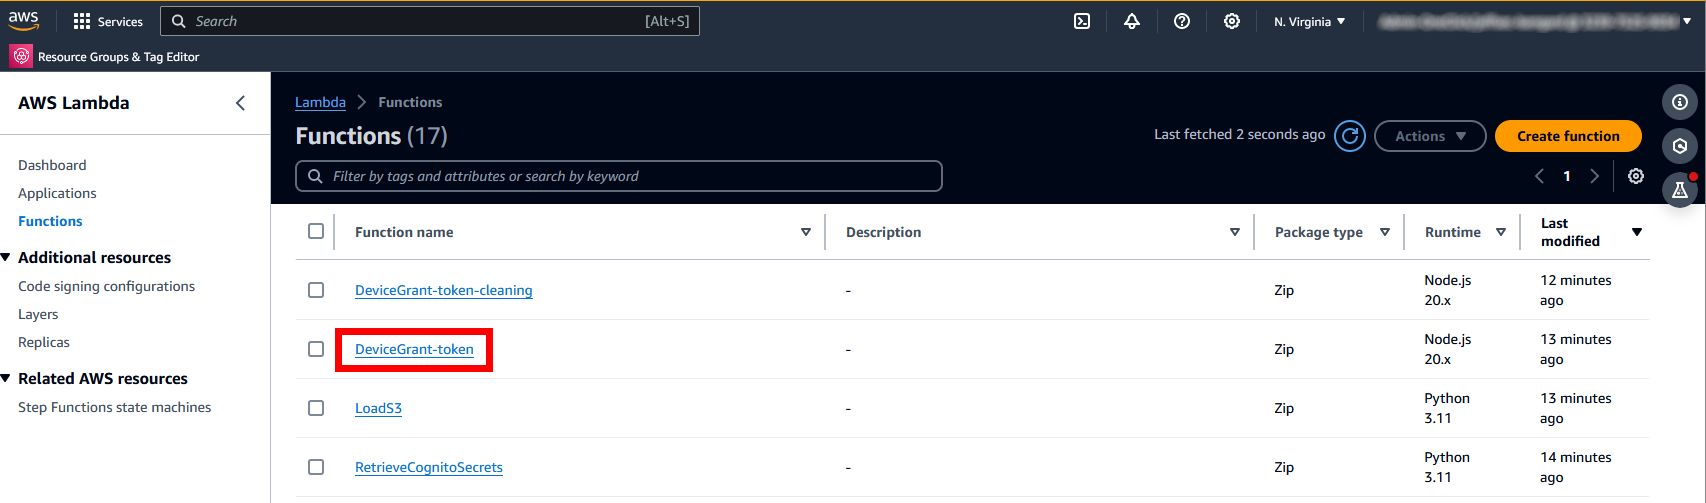 aws
Services
Search
[Alt+S]
N. Virginia
Resource Groups & Tag Editor
AWS Lambda
Dashboard
Applications
Functions
Additional resources
Code signing configurations
Layers
Replicas
Related AWS resources
Step Functions state machines
Lambda
Functions
Functions (17)
Last fetched 2 seconds ago
Actions
Create function
Filter by tags and attributes or search by keyword
1
Function name
Description
Package type
Runtime
Last
modified
DeviceGrant-token-cleaning
-
Zip
Node.js
20.x
12 minutes
ago
DeviceGrant-token
-
Zip
Node.js
20.x
13 minutes
ago
LoadS3
-
Zip
Python
3.11
13 minutes
ago
RetrieveCognitoSecrets
-
Zip
Python
3.11
14 minutes
ago